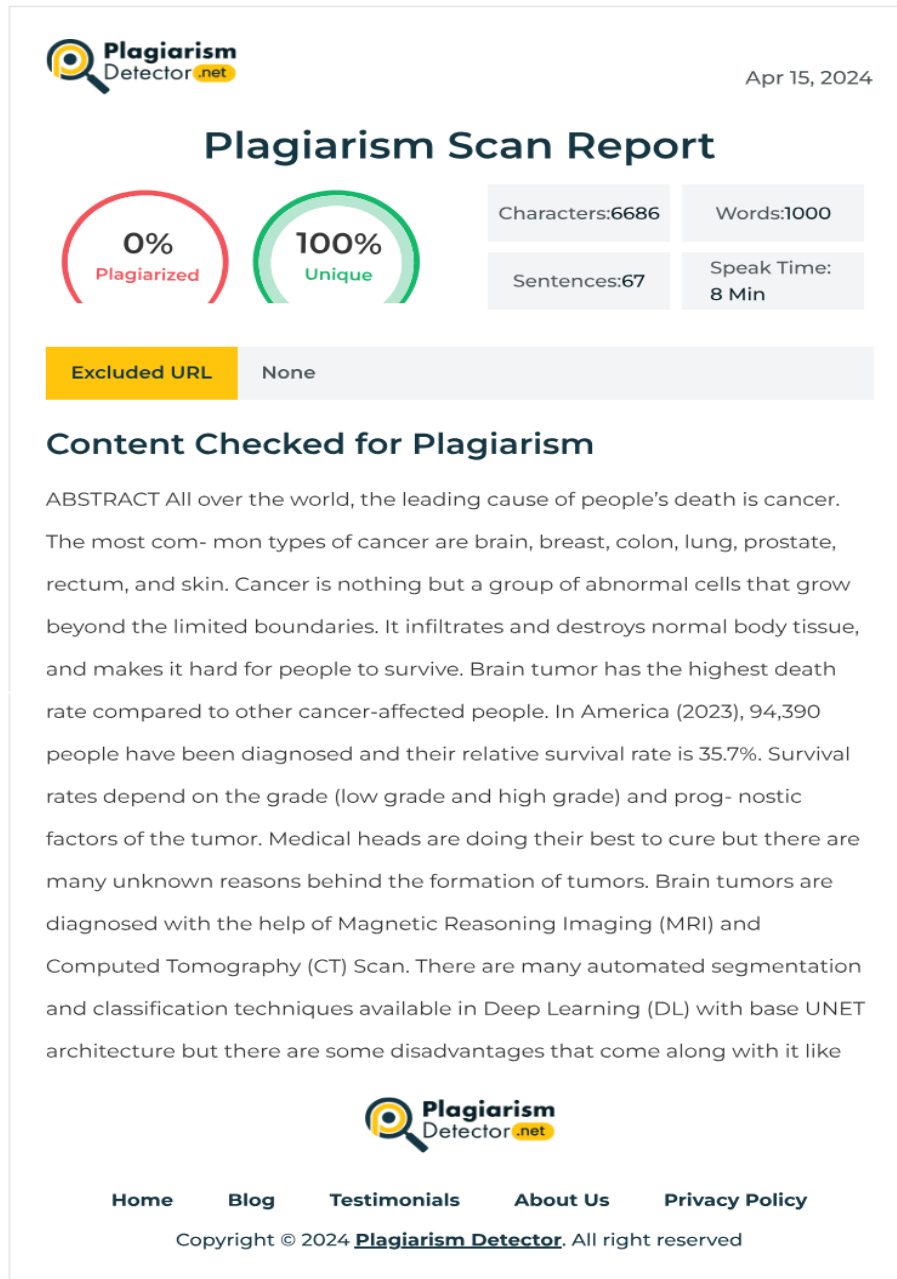 Plagiarism
Detector .net
Apr 15, 2024
Plagiarism Scan Report
0%
Plagiarized
100%
Unique
Characters:6686
Words:1000
Sentences:67
Speak Time:
8 Min
Excluded URL None
Content Checked for Plagiarism
ABSTRACT All over the world, the leading cause of people’s death is cancer.
The most com- mon types of cancer are brain, breast, colon, lung, prostate,
rectum, and skin. Cancer is nothing but a group of abnormal cells that grow
beyond the limited boundaries. It infiltrates and destroys normal body tissue,
and makes it hard for people to survive. Brain tumor has the highest death
rate compared to other cancer-affected people. In America (2023), 94,390
people have been diagnosed and their relative survival rate is 35.7%. Survival
rates depend on the grade (low grade and high grade) and prog- nostic
factors of the tumor. Medical heads are doing their best to cure but there are
many unknown reasons behind the formation of tumors. Brain tumors are
diagnosed with the help of Magnetic Reasoning Imaging (MRI) and
Computed Tomography (CT) Scan. There are many automated segmentation
and classification techniques available in Deep Learning (DL) with base UNET
architecture but there are some disadvantages that come along with it like
Plagiarism
Detector .net
Home Blog Testimonials About Us Privacy Policy
Copyright © 2024 Plagiarism Detector. All right reserved